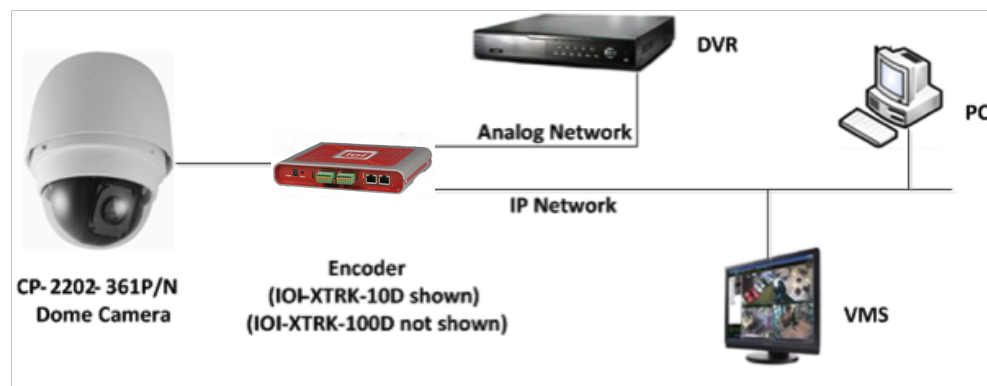 DVR
PC
Analog Network
IP Network
IOI
Encoder
(IOI-XTRK-10D shown)
(IOI-XTRK-100D not shown)
CP-2202-361P/N
Dome Camera
VMS